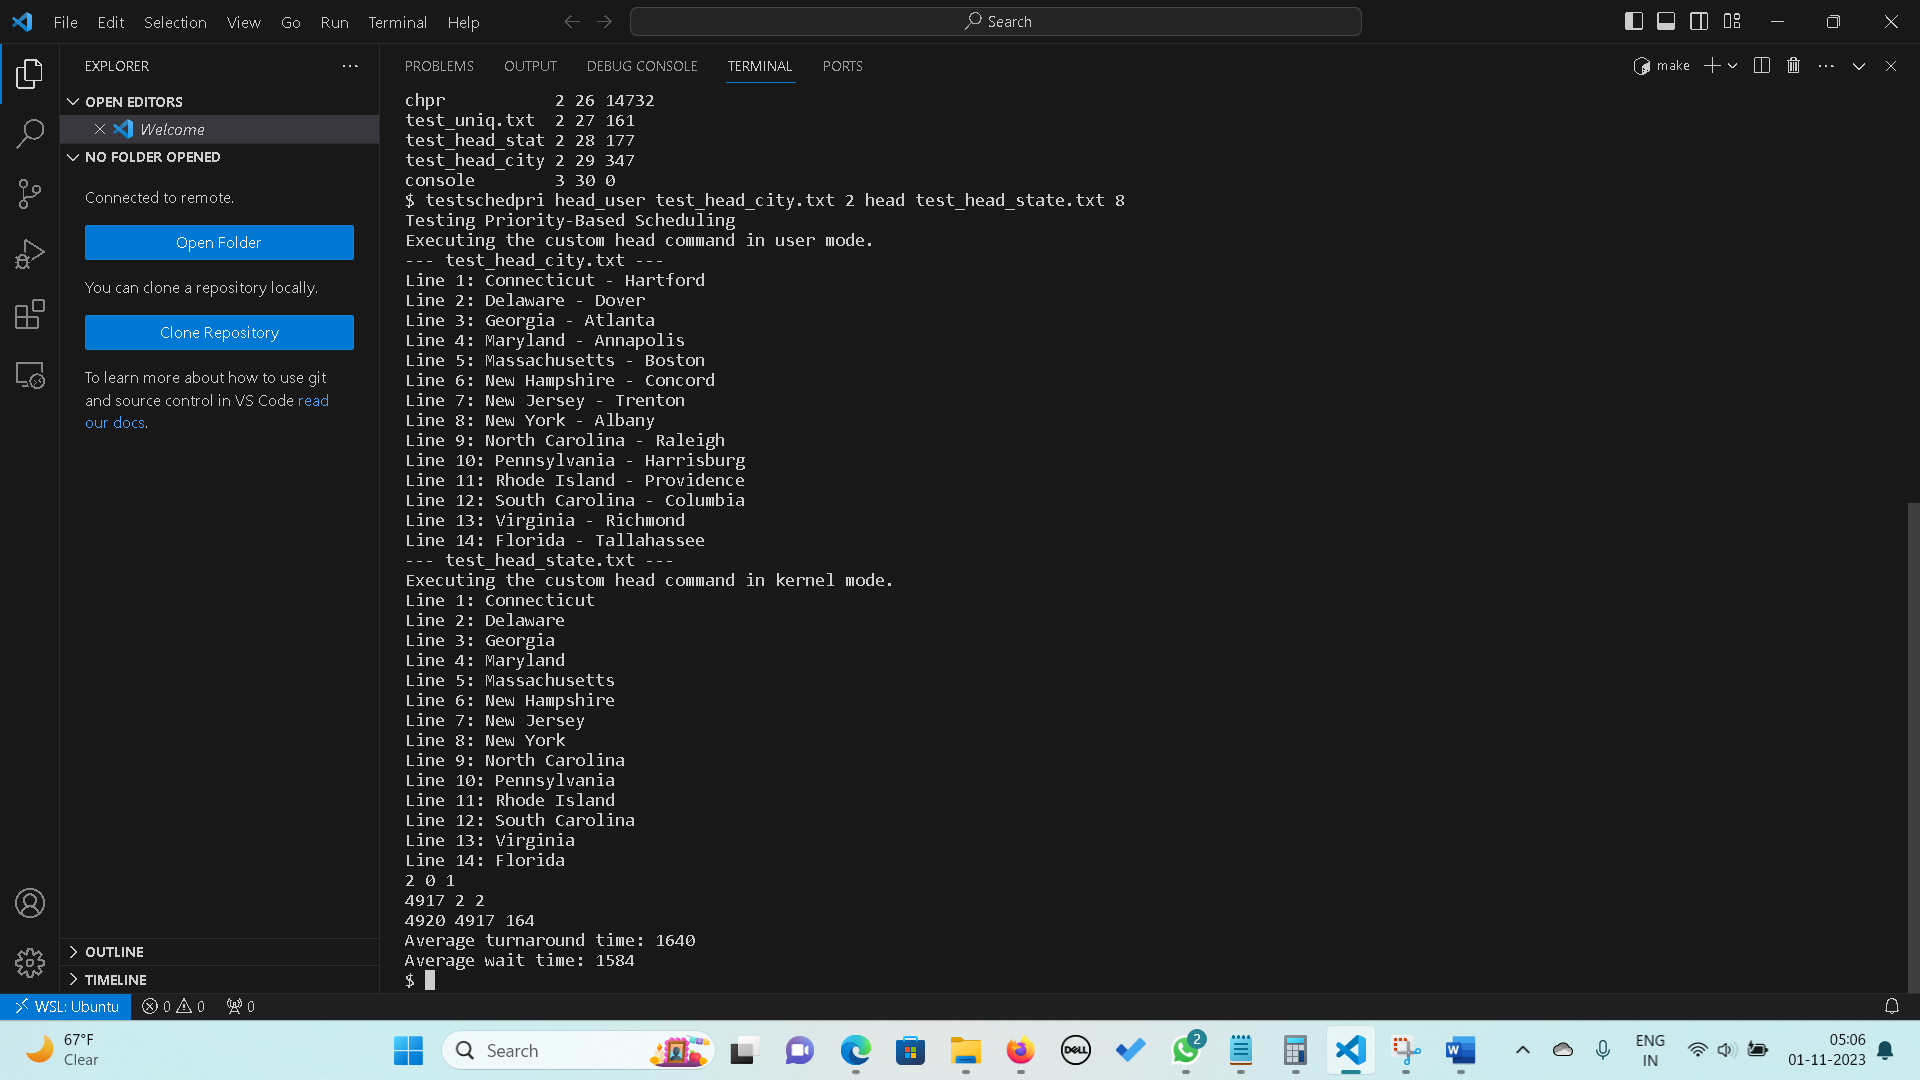 File Edit Selection View Go Run Terminal Help
Search
EXPLORER
OPEN EDITORS
Welcome
NO FOLDER OPENED
Connected to remote.
Open Folder
You can clone a repository locally.
Clone Repository
To learn more about how to use git
and source control in VS Code read
our docs.
OUTLINE
TIMELINE
PROBLEMS OUTPUT DEBUG CONSOLE TERMINAL PORTS
make
chpr 2 26 14732
test_uniq.txt 2 27 161
test_head_stat 2 28 177
test_head_city 2 29 347
console 3 30 0
$ testschedpri head_user test_head_city.txt 2 head test_head_state.txt 8
Testing Priority-Based Scheduling
Executing the custom head command in user mode.
--- test_head_city.txt ---
Line 1: Connecticut - Hartford
Line 2: Delaware - Dover
Line 3: Georgia - Atlanta
Line 4: Maryland - Annapolis
Line 5: Massachusetts - Boston
Line 6: New Hampshire - Concord
Line 7: New Jersey - Trenton
Line 8: New York - Albany
Line 9: North Carolina - Raleigh
Line 10: Pennsylvania - Harrisburg
Line 11: Rhode Island - Providence
Line 12: South Carolina - Columbia
Line 13: Virginia - Richmond
Line 14: Florida - Tallahassee
--- test_head_state.txt ---
Executing the custom head command in kernel mode.
Line 1: Connecticut
Line 2: Delaware
Line 3: Georgia
Line 4: Maryland
Line 5: Massachusetts
Line 6: New Hampshire
Line 7: New Jersey
Line 8: New York
Line 9: North Carolina
Line 10: Pennsylvania
Line 11: Rhode Island
Line 12: South Carolina
Line 13: Virginia
Line 14: Florida
2 0 1
4917 2 2
4920 4917 164
Average turnaround time: 1640
Average wait time: 1584
$
WSL: Ubuntu 0 0 0
67°F
Clear
Search
DELL
2
W
ENG
IN
05:06
01-11-2023